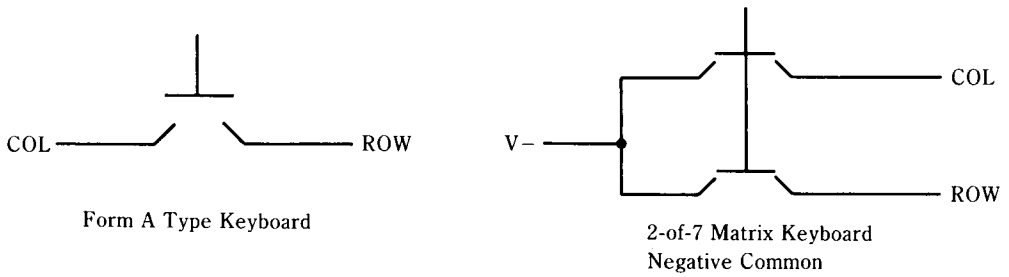 COL
ROW
Form A Type Keyboard
V−
COL
ROW
2-of-7 Matrix Keyboard
Negative Common